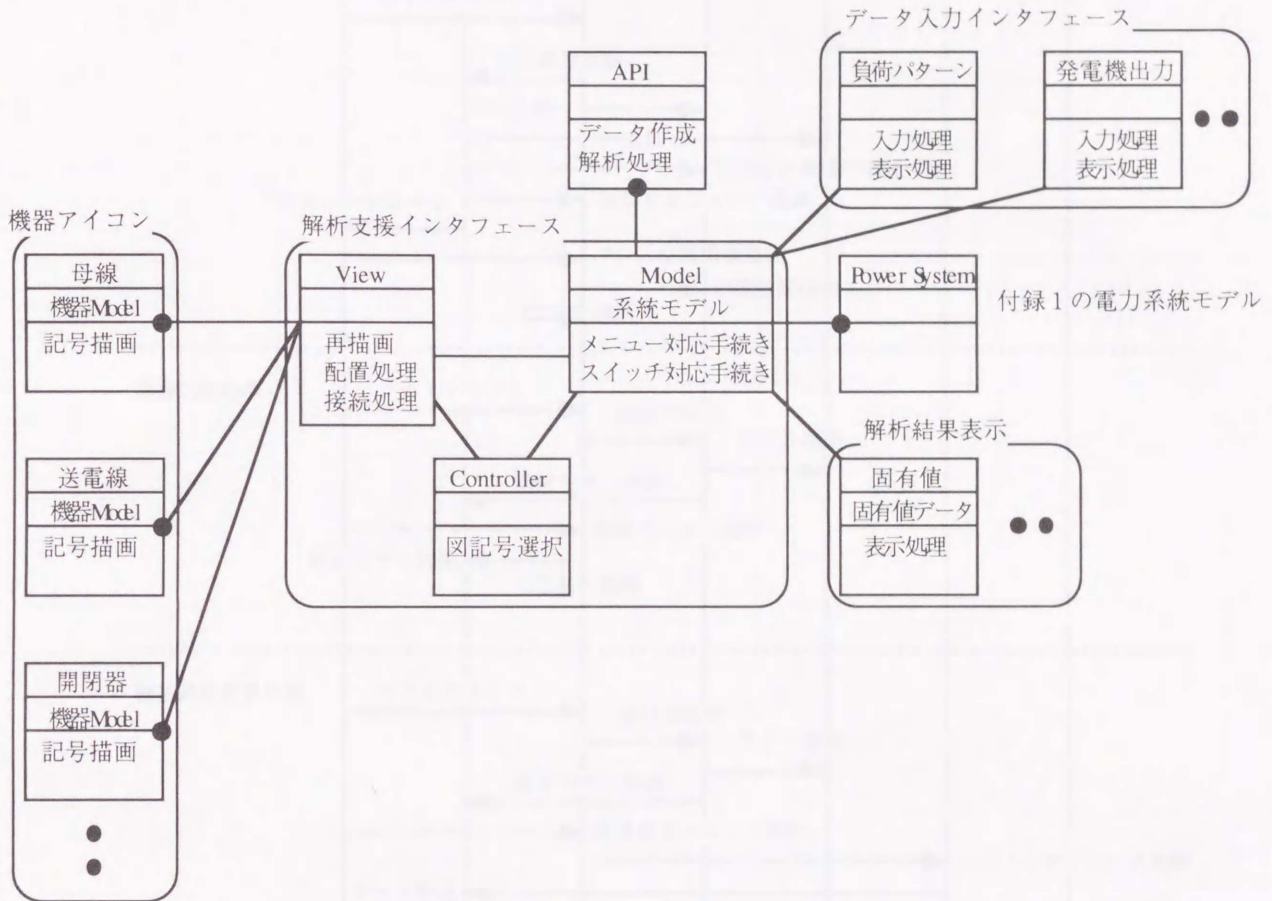 データ入力インタフェース
API
データ作成
解析処理
負荷パターン
入力処理
表示処理
発電機出力
入力処理
表示処理
機器アイコン
母線
機器Model
記号描画
送電線
機器Model
記号描画
開閉器
機器Model
記号描画
解析支援インタフェース
View
再描画
配置処理
接続処理
Model
系統モデル
メニュー対応手続き
スイッチ対応手続き
Controller
図記号選択
Power System
付録1の電力系統モデル
解析結果表示
固有値
固有値データ
表示処理